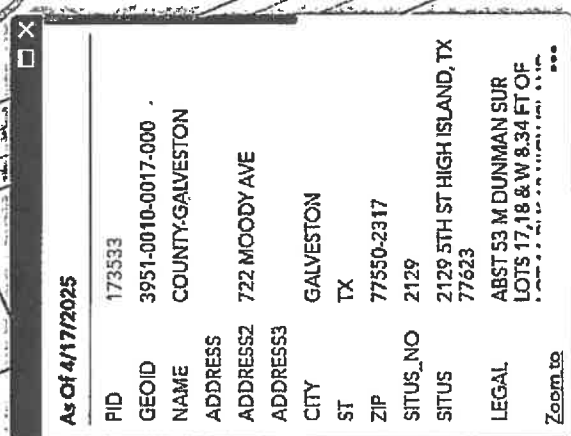 As Of 4/17/2025
PID 173533
GEOID 3951-0010-0017-000
NAME COUNTY-GALVESTON
ADDRESS
ADDRESS2 722 MOODY AVE
ADDRESS3
CITY GALVESTON
ST TX
ZIP 77550-2317
SITUS_NO 2129
SITUS 2129 5TH ST HIGH ISLAND, TX
77623
LEGAL ABST 53 M DUNMAN SUR
LOTS 17,18 & W 8.34 FT OF
Zoom to